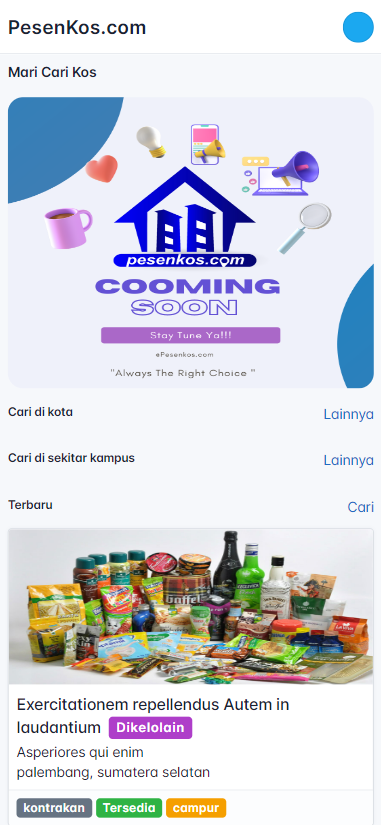 PesenKos.com
Mari Cari Kos
pesenkos.com
COOMING
SOON
Stay Tune Ya!!!
@Pesenkos.com
"Always The Right Choice "
Cari di kota
Lainnya
Cari di sekitar kampus
Lainnya
Terbaru
Cari
Exercitationem repellendus Autem in
laudantium Dikelolain
Asperiores qui enim
palembang, sumatera selatan
kontrakan Tersedia campur